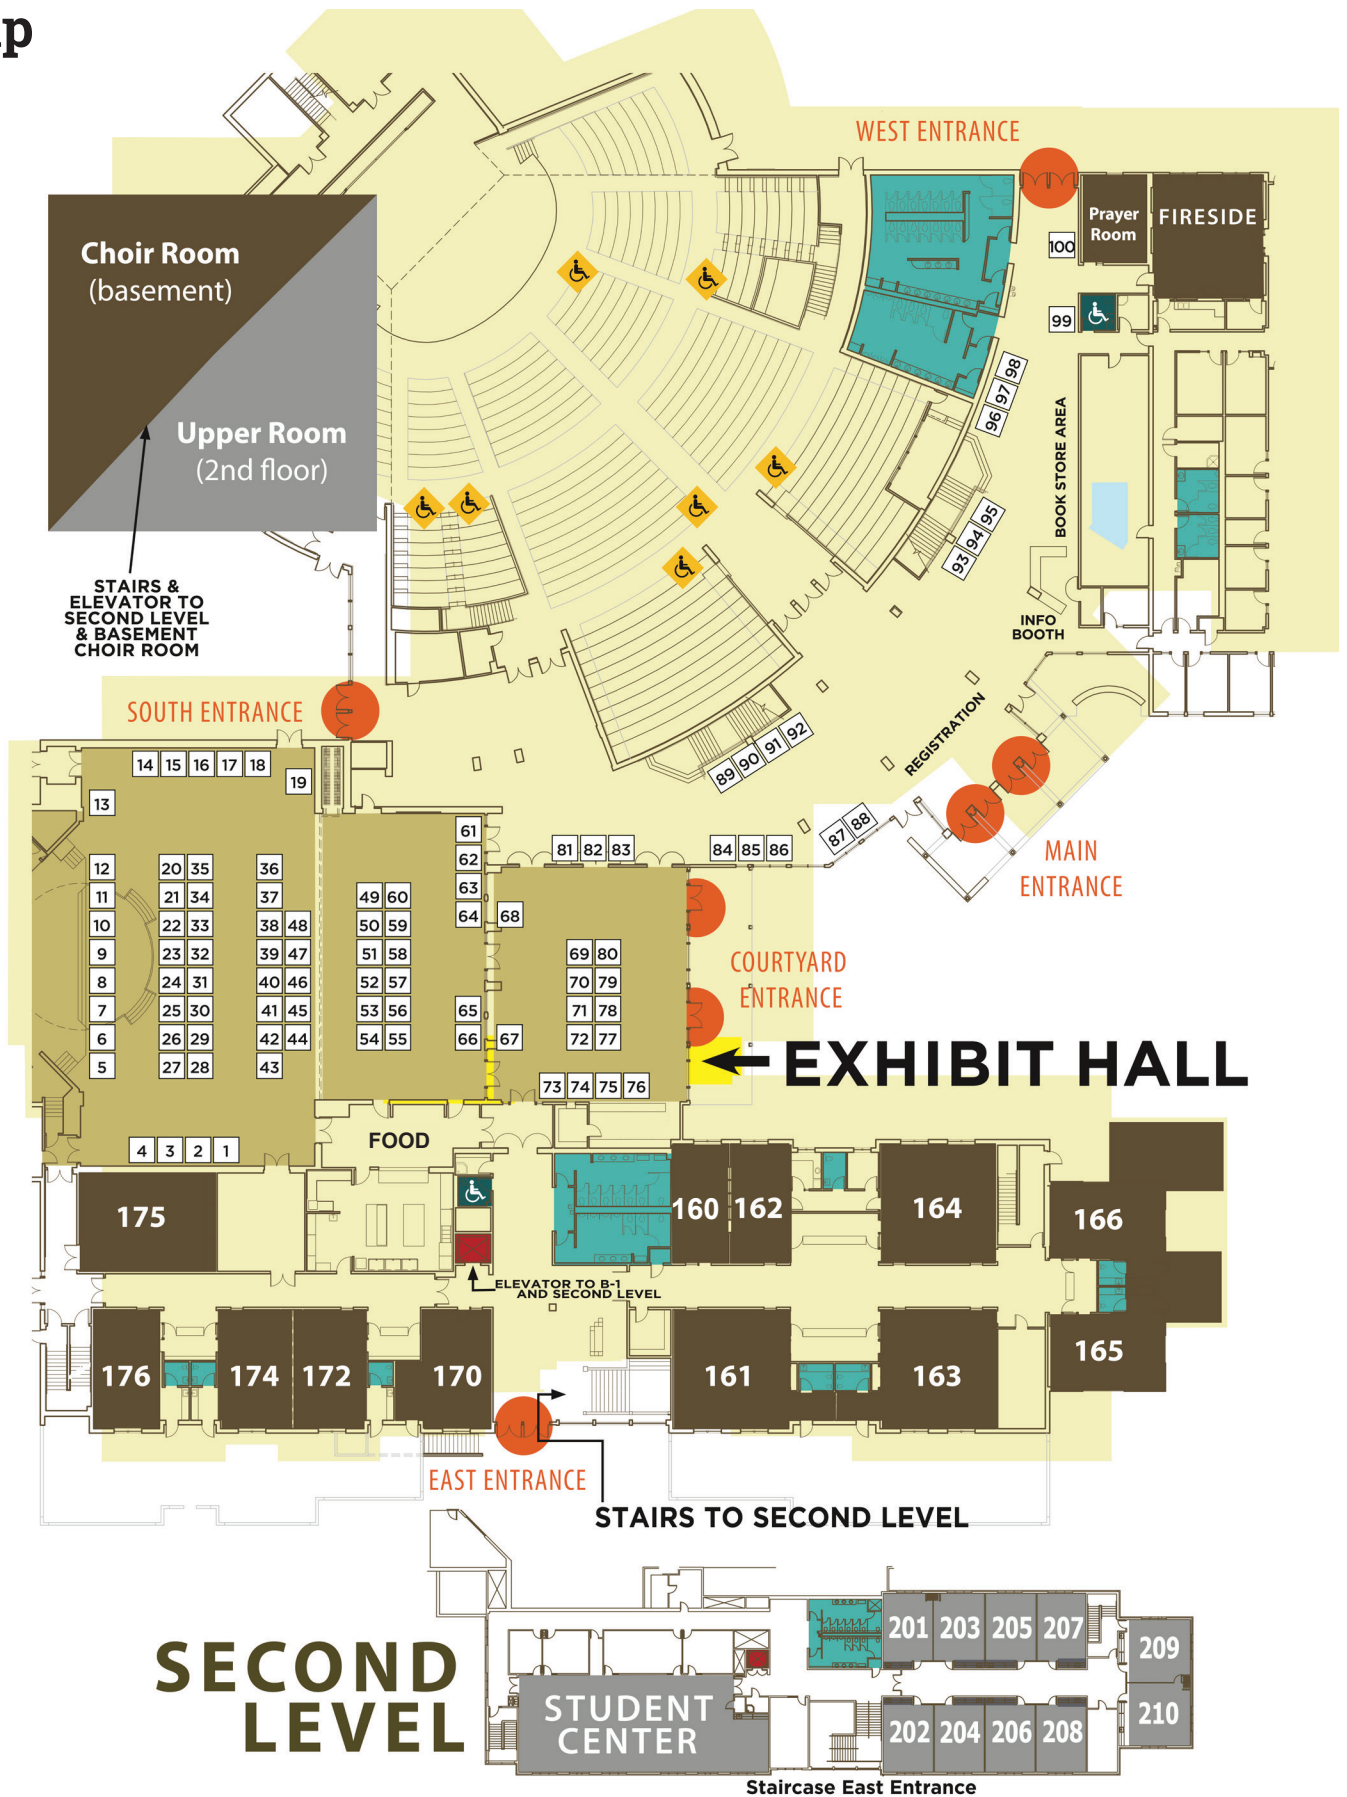 ap
WEST ENTRANCE
Prayer
Room
FIRESIDE
100
99
Choir Room
(basement)
Upper Room
(2nd floor)
98
97
96
BOOK STORE AREA
95
94
93
STAIRS &
ELEVATOR TO
SECOND LEVEL
& BASEMENT
CHOIR ROOM
INFO
BOOTH
SOUTH ENTRANCE
REGISTRATION
89 90 91 92
14 15 16 17 18
19
13
61
62
63
64
81 82 83
84 85 86
87 88
MAIN
ENTRANCE
12 20 35 36
11 21 34 37 49 60
10 22 33 38 48 50 59 68
9 23 32 39 47 51 58 69 80
8 24 31 40 46 52 57 70 79
7 25 30 41 45 53 56 65 71 78
6 26 29 42 44 54 55 66 67 72 77
5 27 28 43
73 74 75 76
COURTYARD
ENTRANCE
EXHIBIT HALL
4 3 2 1
FOOD
175
160 162 164 166
ELEVATOR TO B-1
AND SECOND LEVEL
176 174 172 170 161 163 165
EAST ENTRANCE
STAIRS TO SECOND LEVEL
SECOND
LEVEL
201 203 205 207
209
STUDENT
CENTER
202 204 206 208
210
Staircase East Entrance